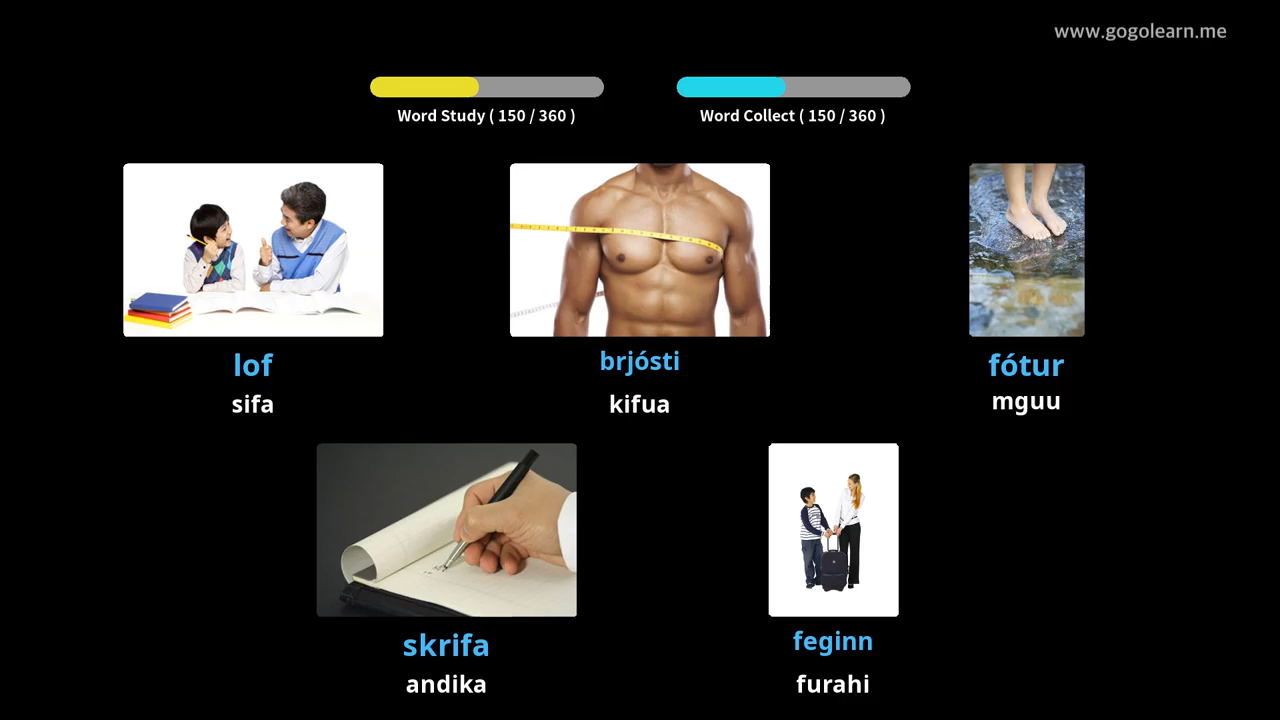 www.gogolearn.me
Word Study ( 150 / 360 )
Word Collect ( 150 / 360 )
lof
sifa
brjósti
kifua
fótur
mguu
skrifa
andika
feginn
furahi